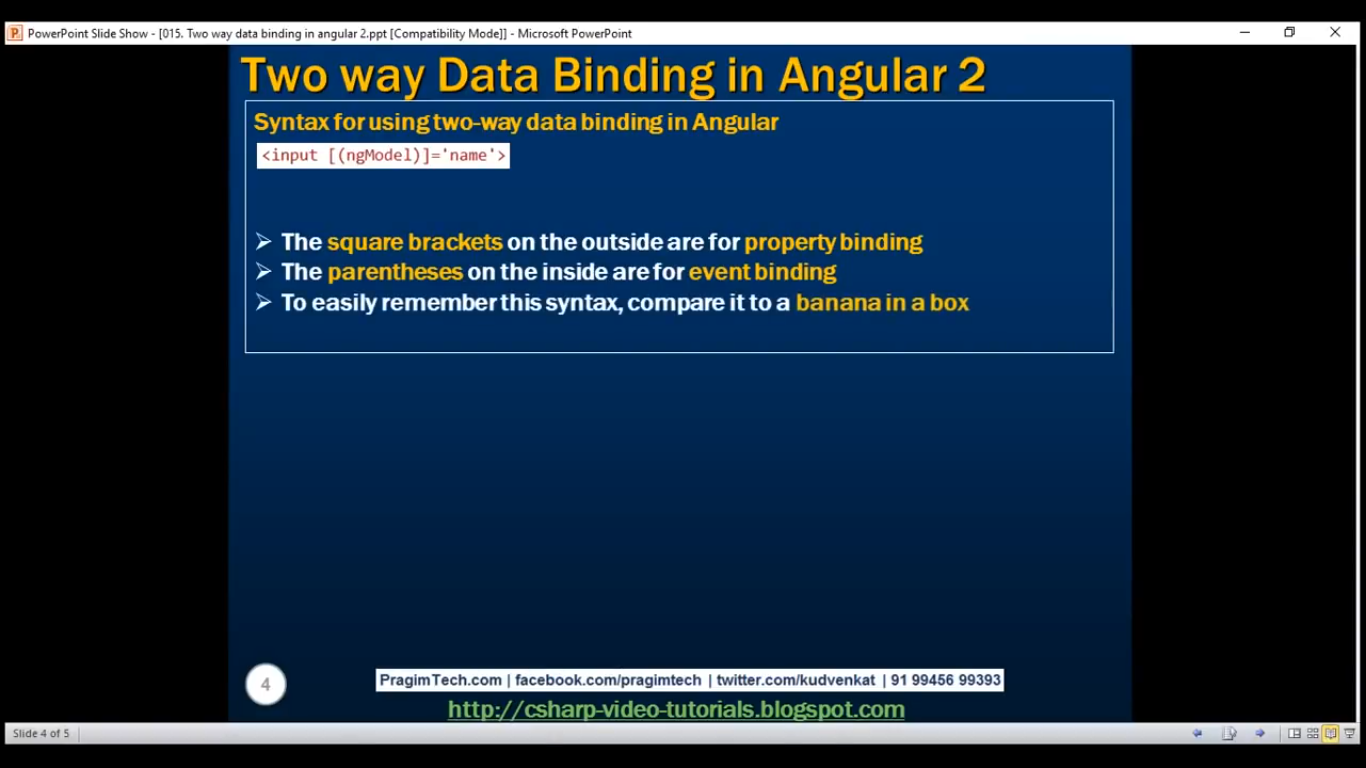 PowerPoint Slide Show - [015. Two way data binding in angular 2.ppt [Compatibility Mode]] - Microsoft PowerPoint
Two way Data Binding in Angular 2
Syntax for using two-way data binding in Angular
<input [(ngModel)]='name'>
The square brackets on the outside are for property binding
The parentheses on the inside are for event binding
To easily remember this syntax, compare it to a banana in a box
4
PragimTech.com | facebook.com/pragimtech | twitter.com/kudvenkat | 91 99456 99393
http://csharp-video-tutorials.blogspot.com
Slide 4 of 5